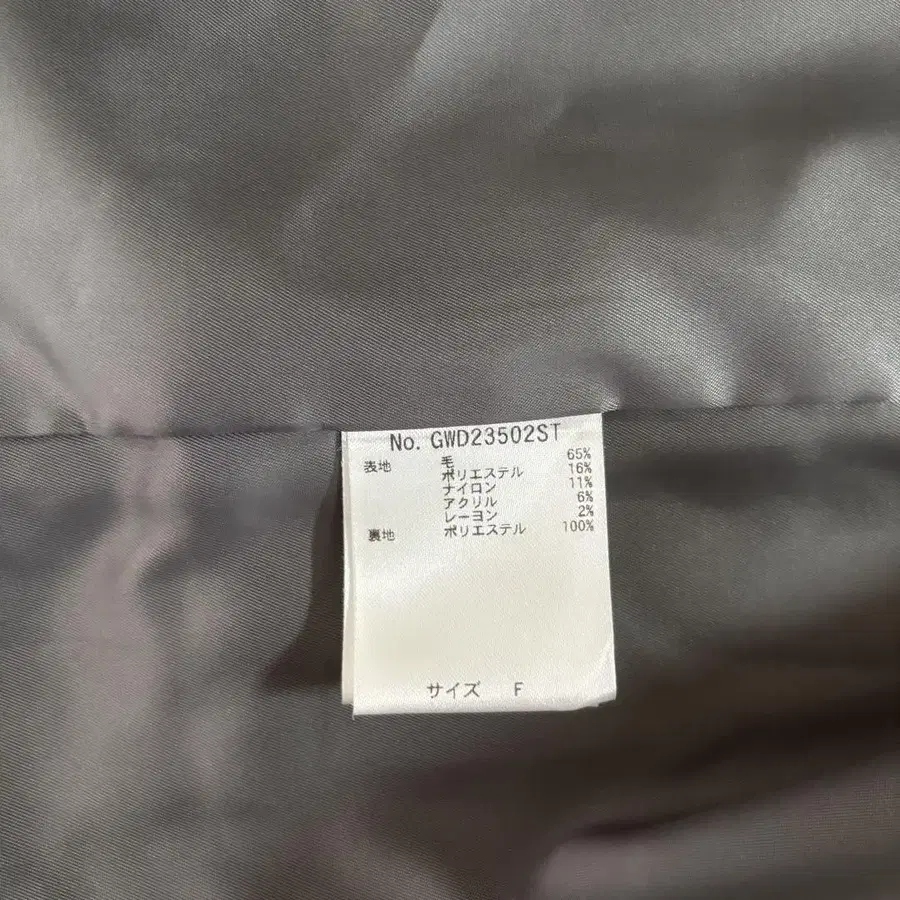 No. GWD23502ST
表地 毛 65%
ポリエステル 16%
ナイロン 11%
アクリル 6%
レーヨン 2%
裏地 ポリエステル 100%
サイズ F